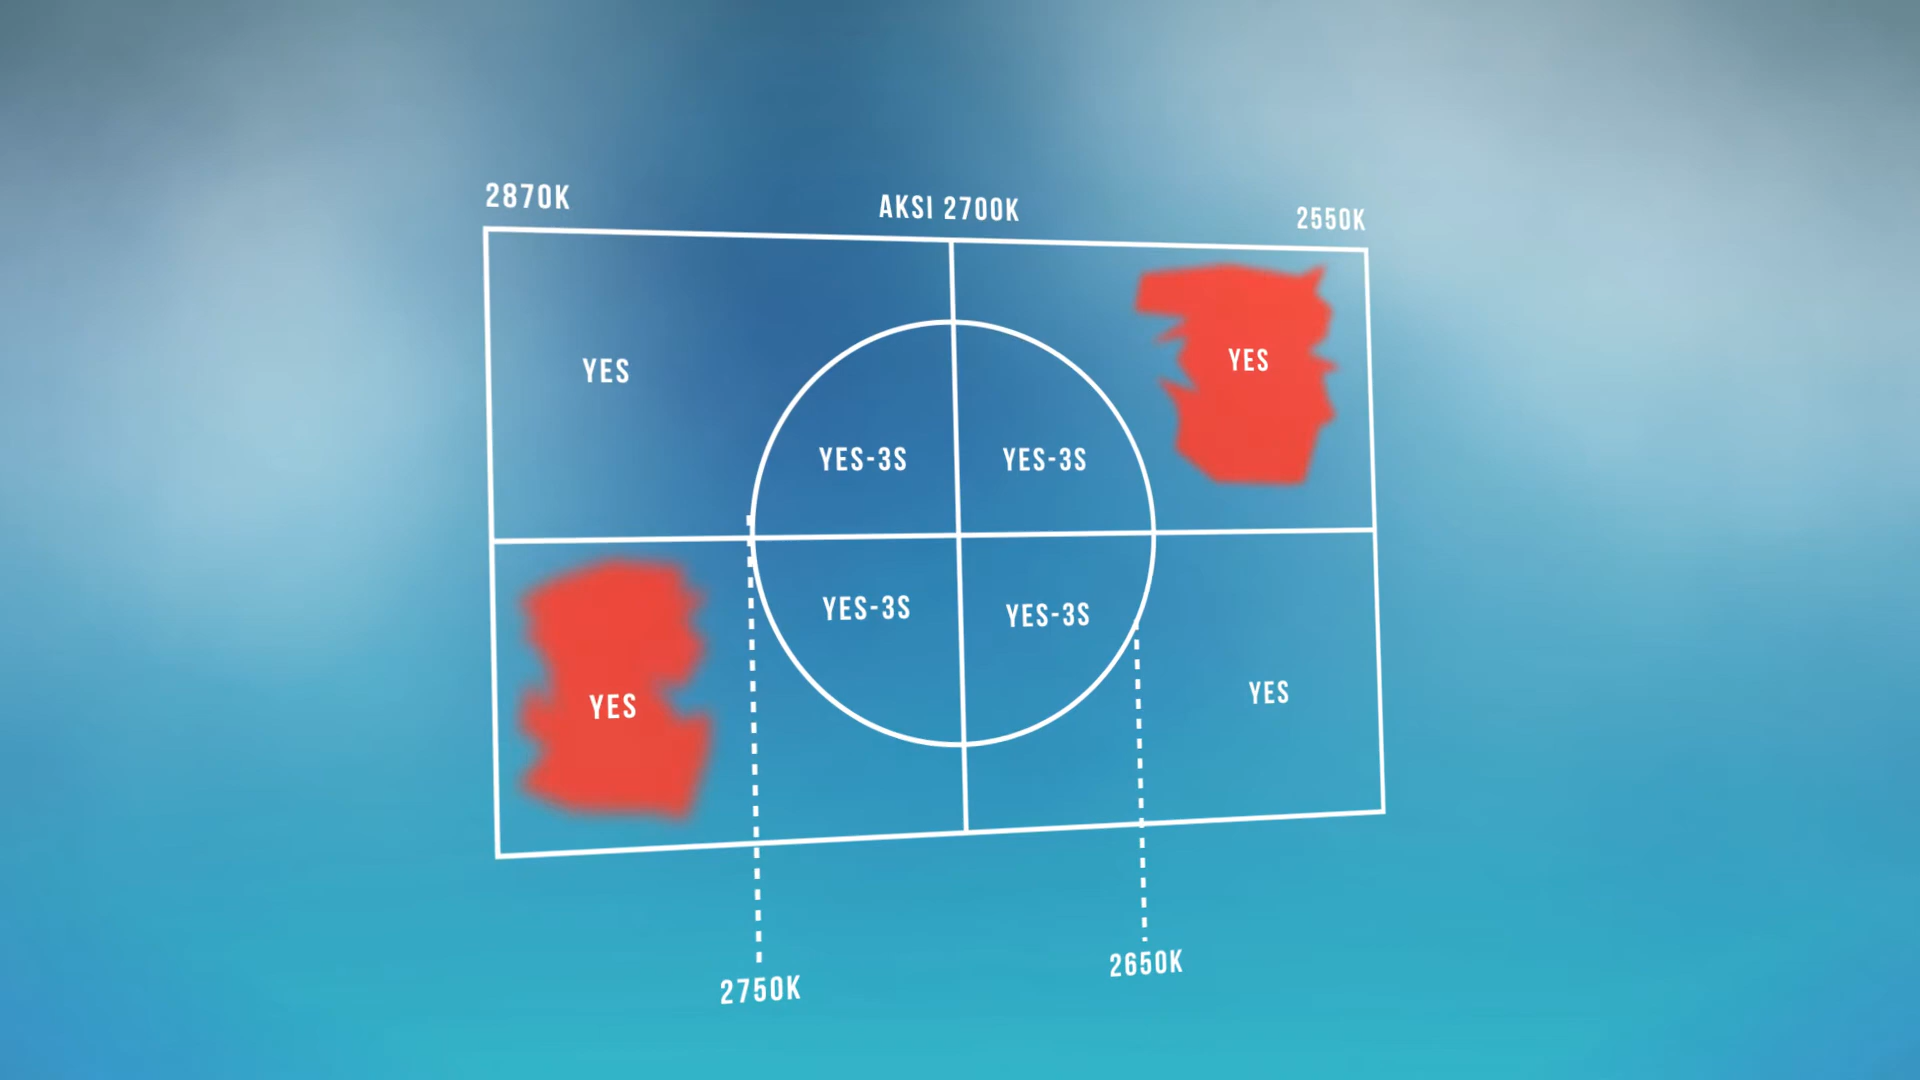 2870K
AKSI 2700K
2550K
YES
YES
YES-3S
YES-3S
YES-3S
YES-3S
YES
YES
2750K
2650K